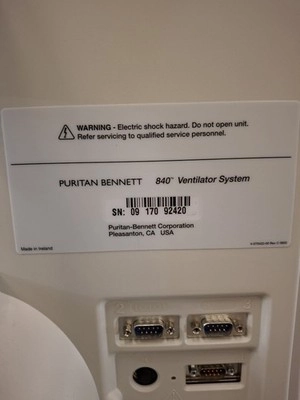 WARNING - Electric shock hazard. Do not open unit.
Refer servicing to qualified service personnel.
PURITAN BENNETT 840™ Ventilator System
SN: 09 170 92420
Puritan-Bennett Corporation
Pleasanton, CA USA
Made in Ireland